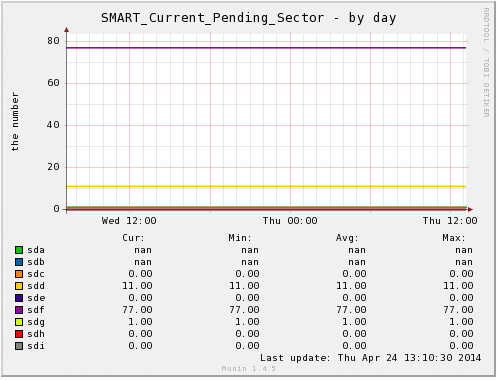 SMART_Current_Pending_Sector - by day
RRDTOOL / TOBI OETIKER
the number
80
60
40
20
0
Wed 12:00 Thu 00:00 Thu 12:00
Cur: Min: Avg: Max:
sda nan nan nan nan
sdb nan nan nan nan
sdc 0.00 0.00 0.00 0.00
sdd 11.00 11.00 11.00 11.00
sde 0.00 0.00 0.00 0.00
sdf 77.00 77.00 77.00 77.00
sdg 1.00 1.00 1.00 1.00
sdh 0.00 0.00 0.00 0.00
sdi 0.00 0.00 0.00 0.00
Last update: Thu Apr 24 13:10:30 2014
Munin 1.4.5